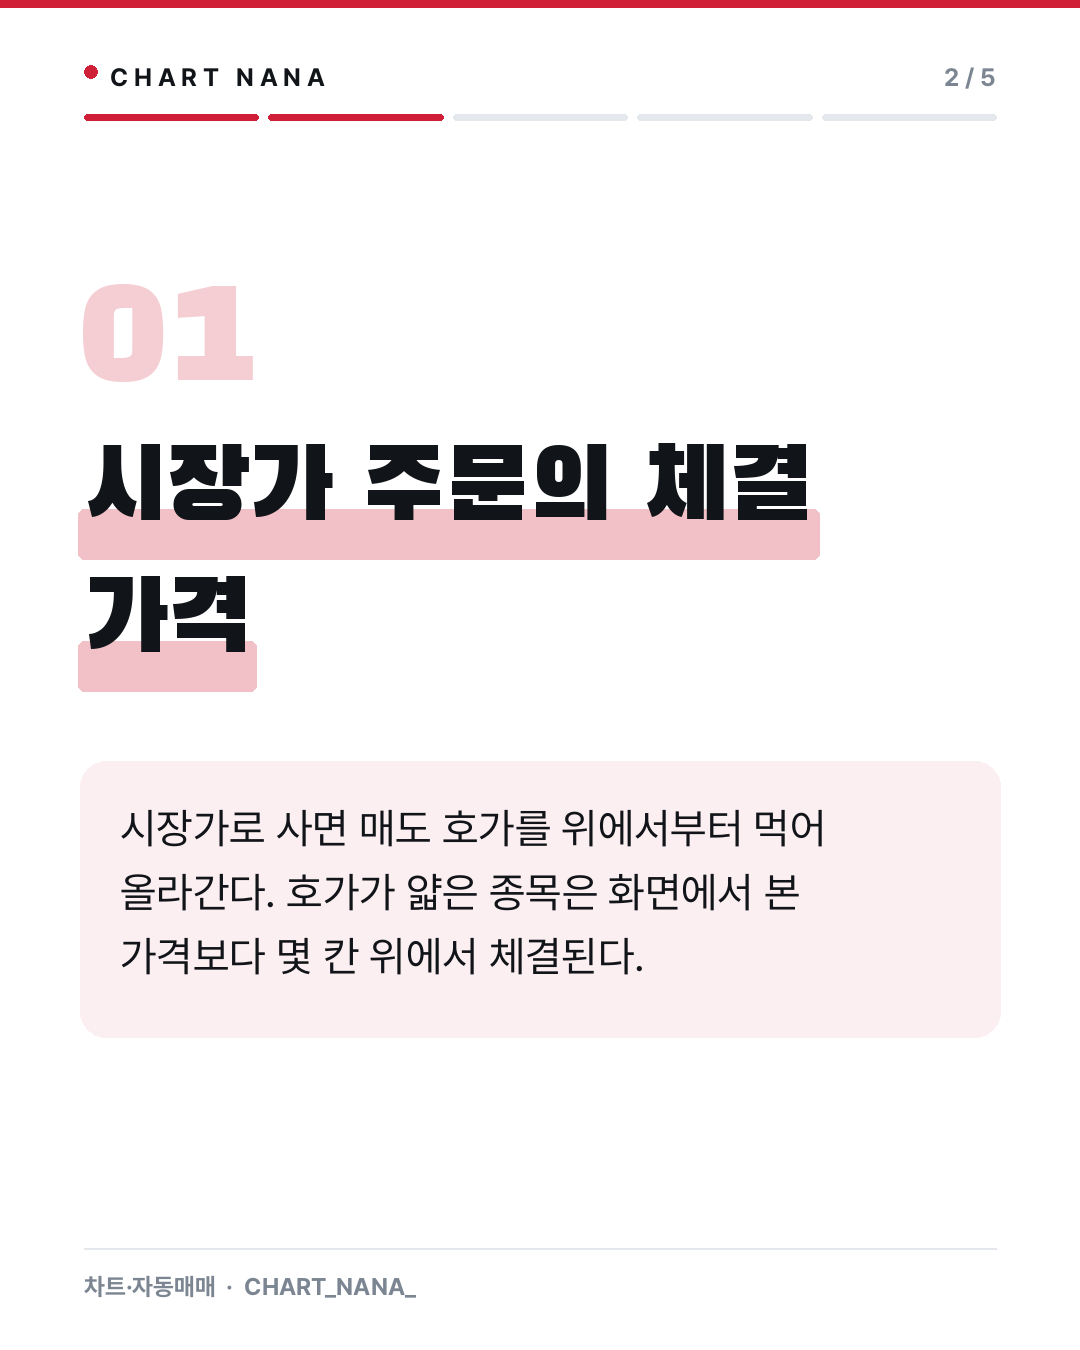 CHART NANA
2 / 5
01
시장가 주문의 체결
가격
시장가로 사면 매도 호가를 위에서부터 먹어
올라간다. 호가가 얇은 종목은 화면에서 본
가격보다 몇 칸 위에서 체결된다.
차트·자동매매 · CHART_NANA_